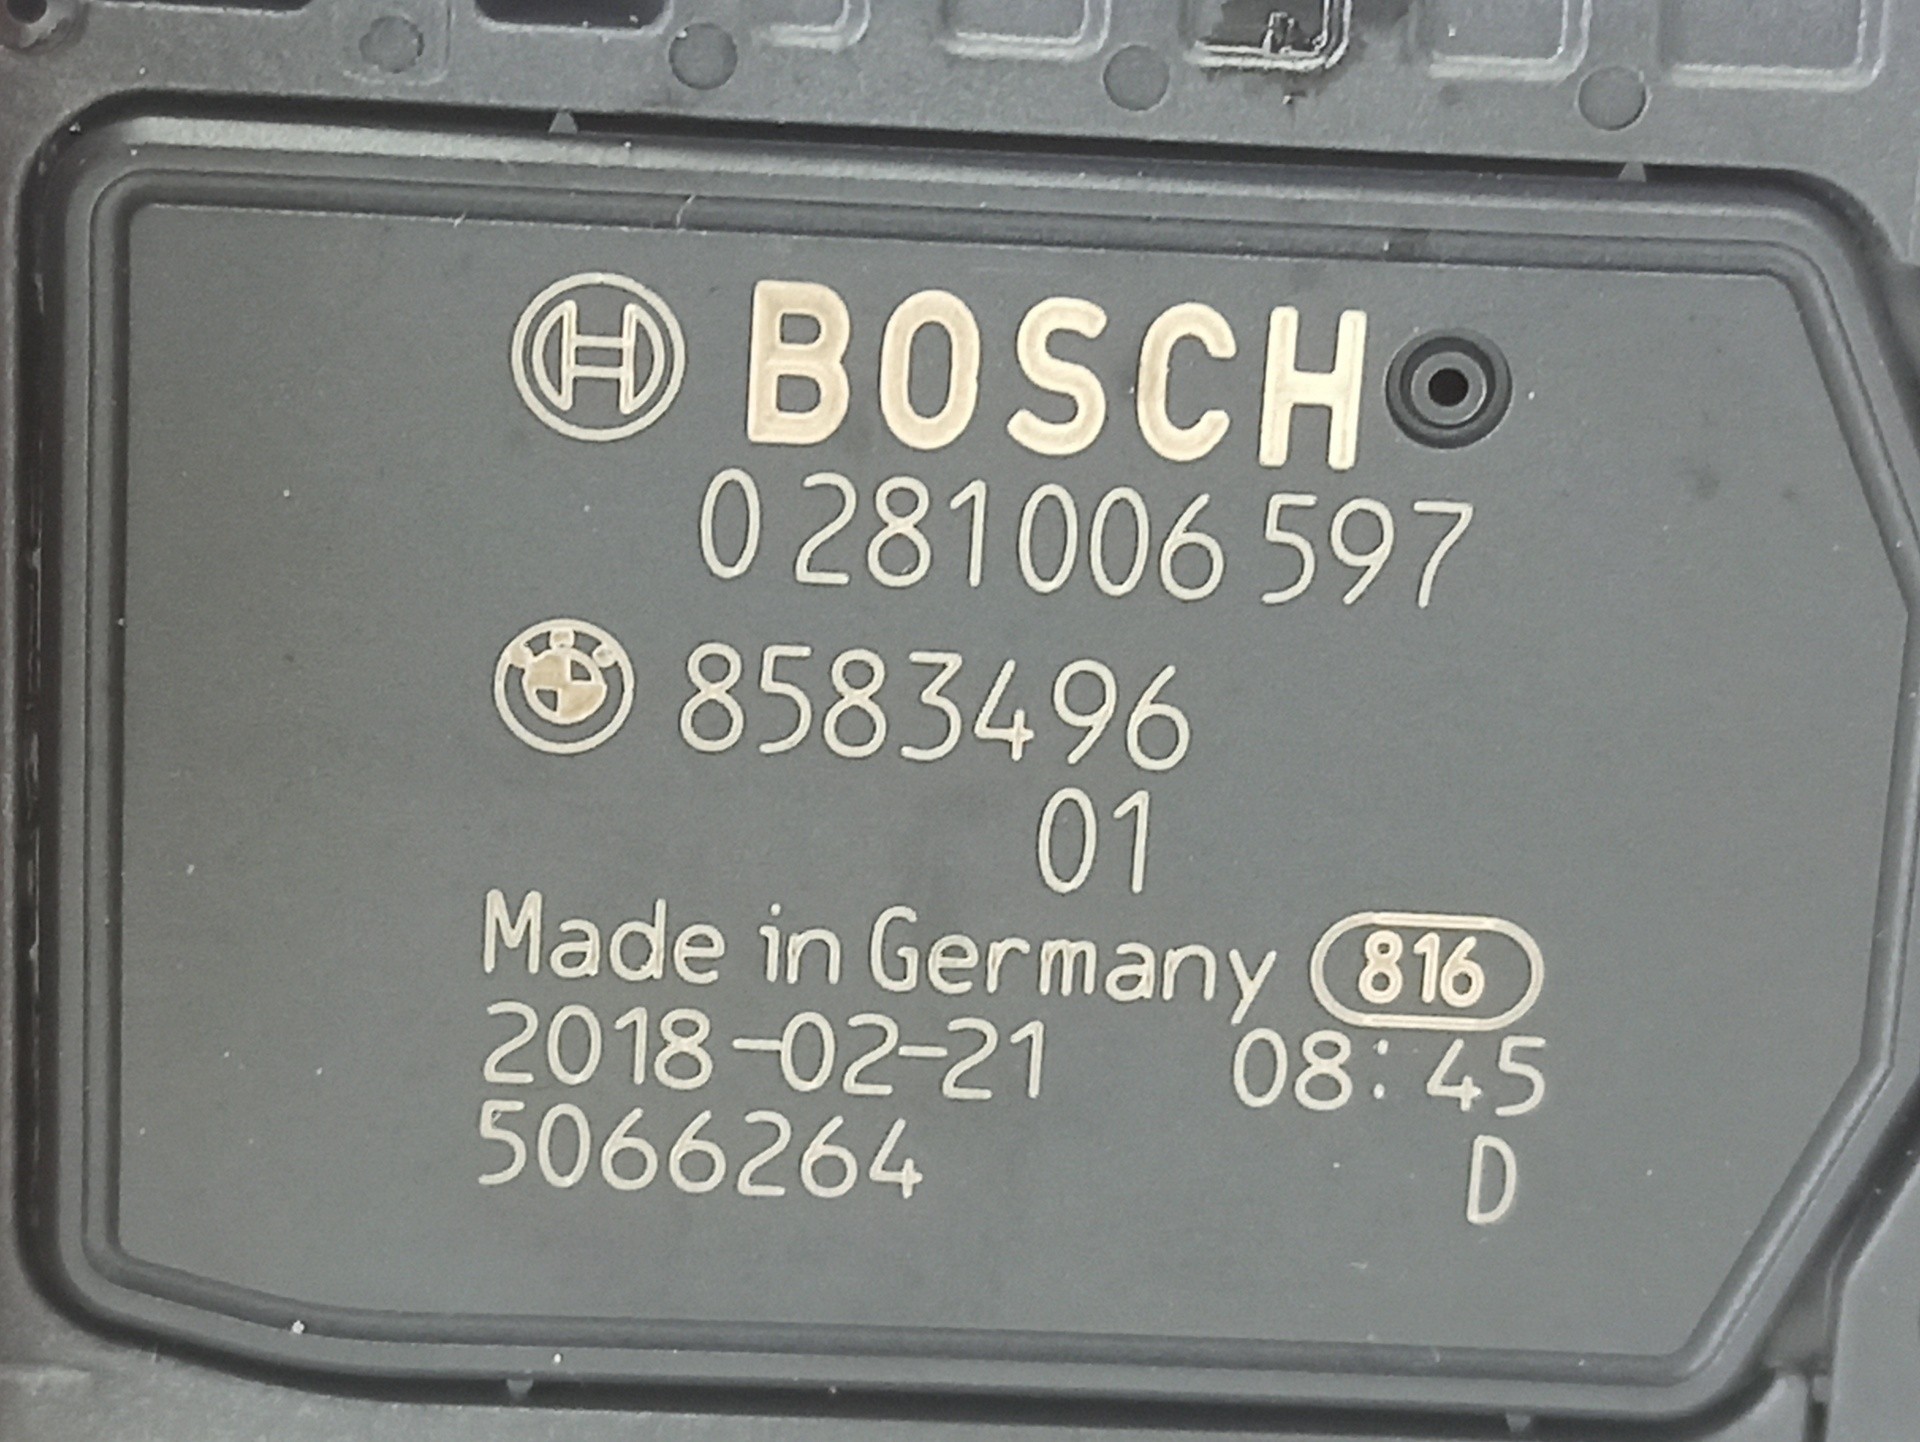 BOSCH
0 281 006 597
8583496
01
Made in Germany 816
2018-02-21 08:45
5066264 D